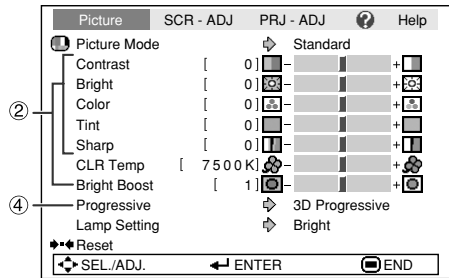 Picture SCR - ADJ PRJ - ADJ ? Help
Picture Mode Standard
Contrast [ 0] - +
Bright [ 0] - +
② Color [ 0] - +
Tint [ 0] - +
Sharp [ 0] - +
CLR Temp [ 7500K] - +
Bright Boost [ 1] - +
④ Progressive 3D Progressive
Lamp Setting Bright
Reset
SEL./ADJ. ENTER END